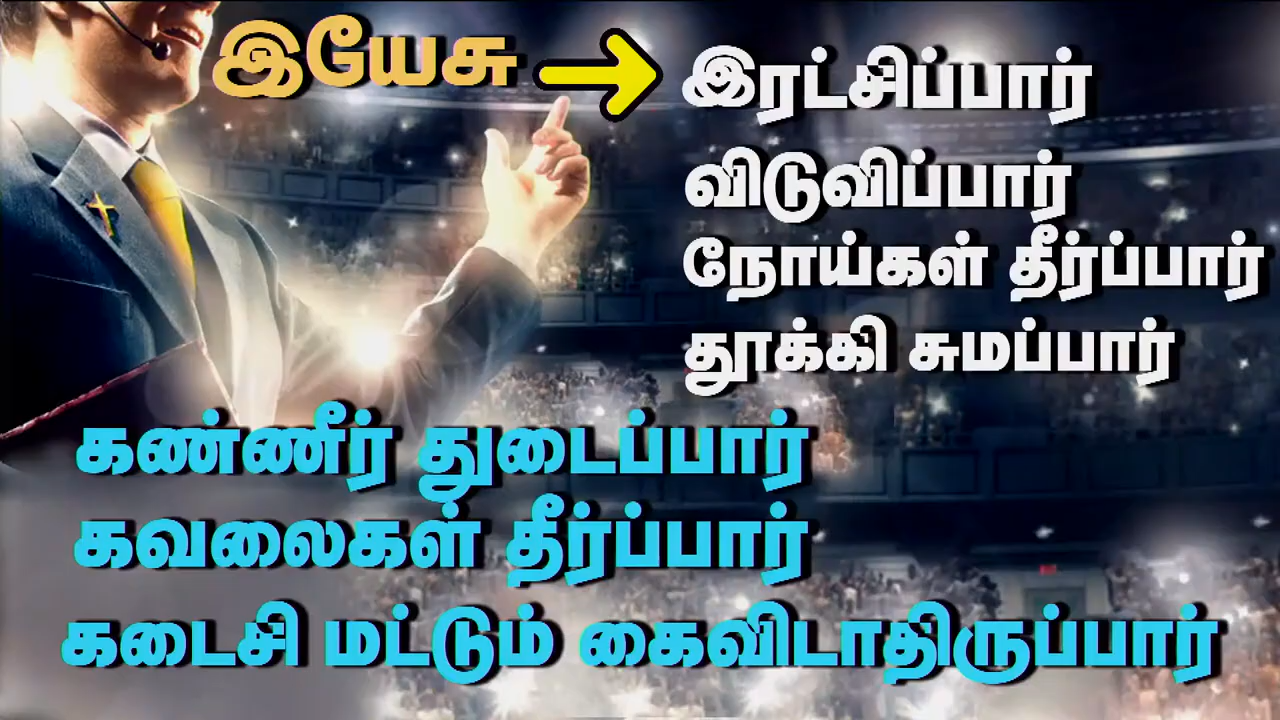 இயேசு
இரட்சிப்பார்
விடுவிப்பார்
நோய்கள் தீர்ப்பார்
தூக்கி சுமப்பார்
கண்ணீர் துடைப்பார்
கவலைகள் தீர்ப்பார்
கடைசி மட்டும் கைவிடாதிருப்பார்